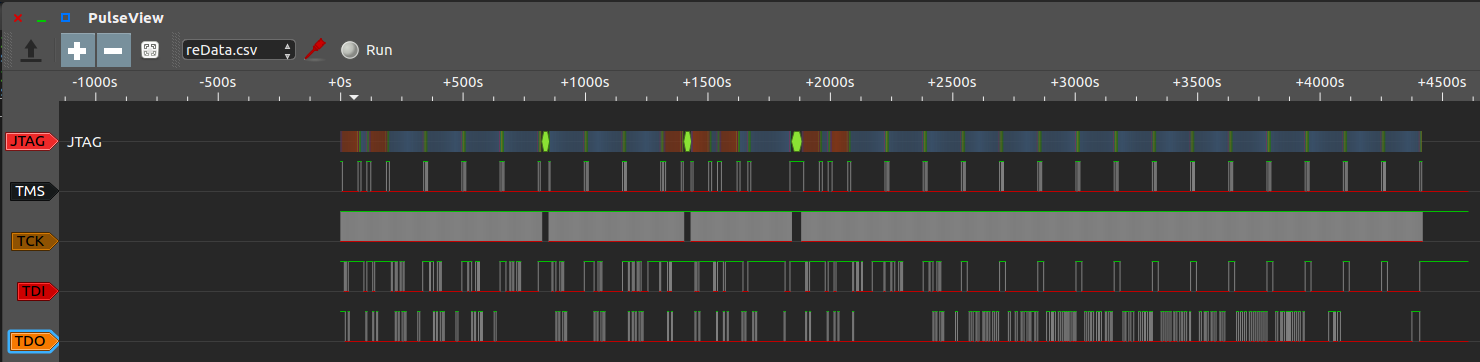 PulseView
reData.csv Run
-1000s -500s +0s +500s +1000s +1500s +2000s +2500s +3000s +3500s +4000s +4500s
JTAG JTAG
TMS
TCK
TDI
TDO